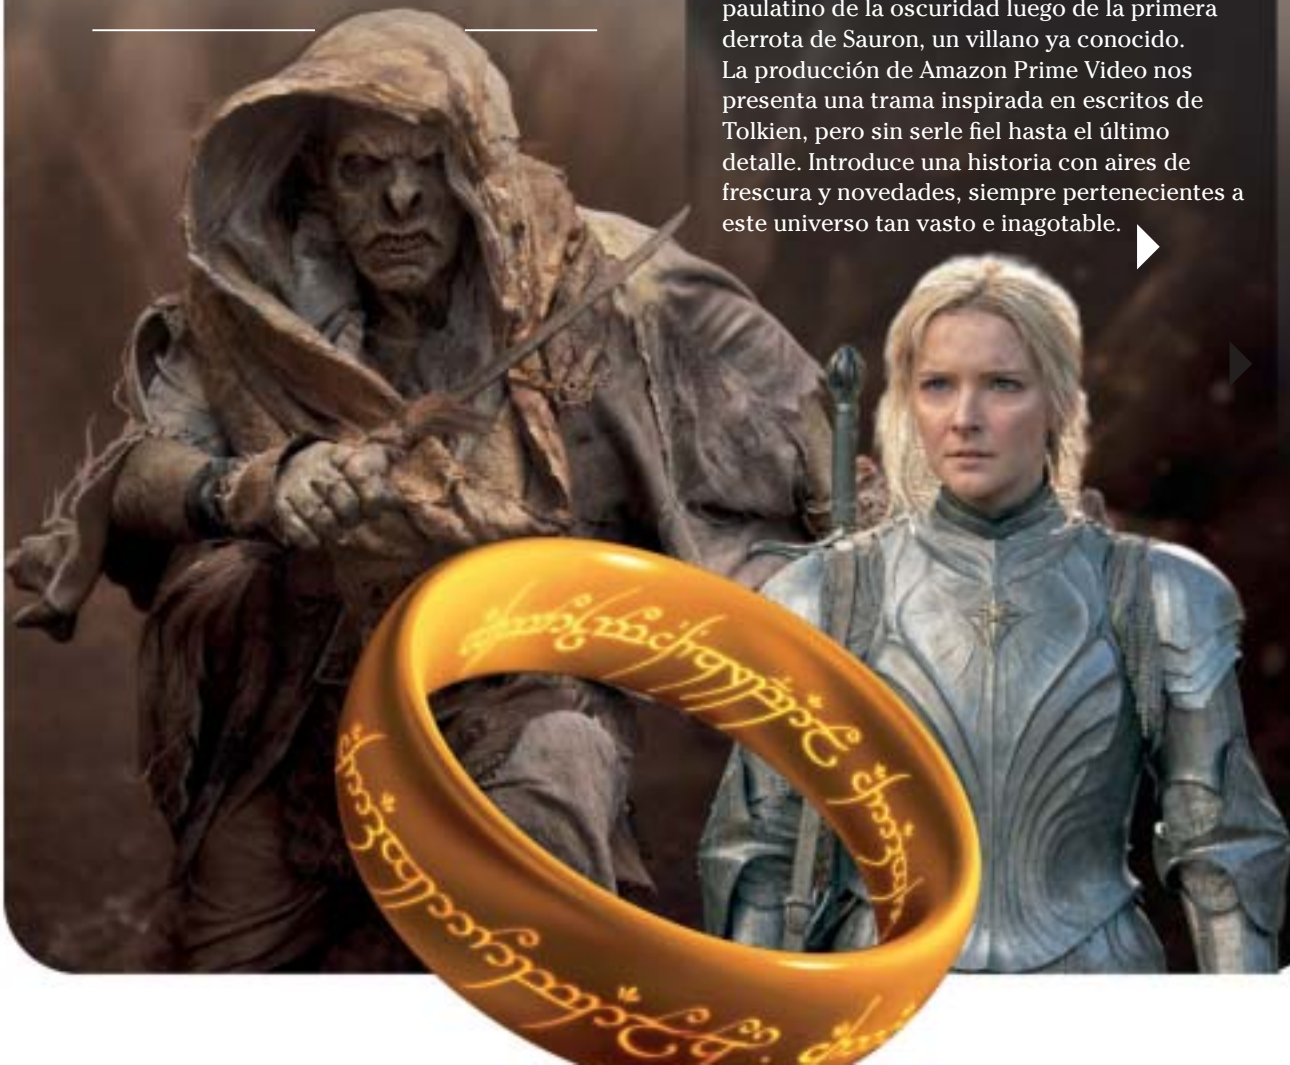 paulatino de la oscuridad luego de la primera
derrota de Sauron, un villano ya conocido.
La producción de Amazon Prime Video nos
presenta una trama inspirada en escritos de
Tolkien, pero sin serle fiel hasta el último
detalle. Introduce una historia con aires de
frescura y novedades, siempre pertenecientes a
este universo tan vasto e inagotable.